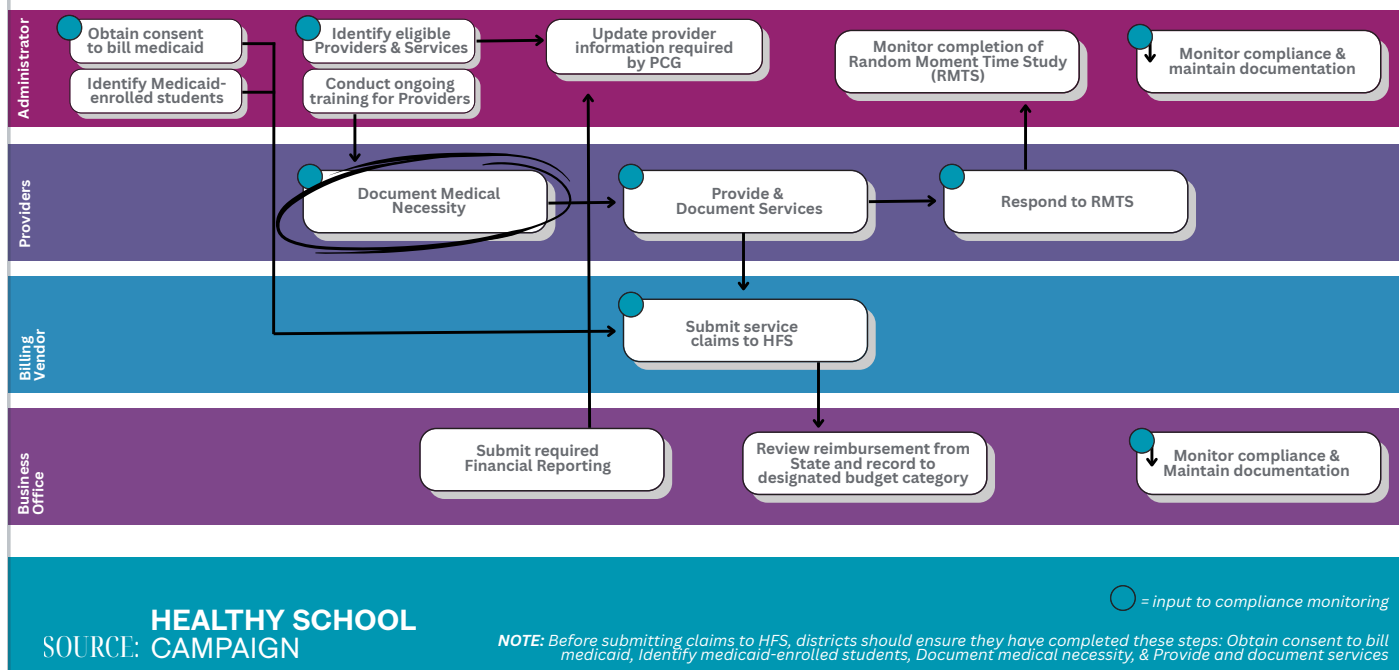 Administrator
Obtain consent
to bill medicaid
Identify Medicaid-
enrolled students
Identify eligible
Providers & Services
Conduct ongoing
training for Providers
Update provider
information required
by PCG
Monitor completion of
Random Moment Time Study
(RMTS)
Monitor compliance &
maintain documentation
Providers
Document Medical
Necessity
Provide &
Document Services
Respond to RMTS
Billing
Vendor
Submit service
claims to HFS
Business
Office
Submit required
Financial Reporting
Review reimbursement from
State and record to
designated budget category
Monitor compliance &
Maintain documentation
SOURCE: HEALTHY SCHOOL
CAMPAIGN
= input to compliance monitoring
NOTE: Before submitting claims to HFS, districts should ensure they have completed these steps: Obtain consent to bill
medicaid, Identify medicaid-enrolled students, Document medical necessity, & Provide and document services